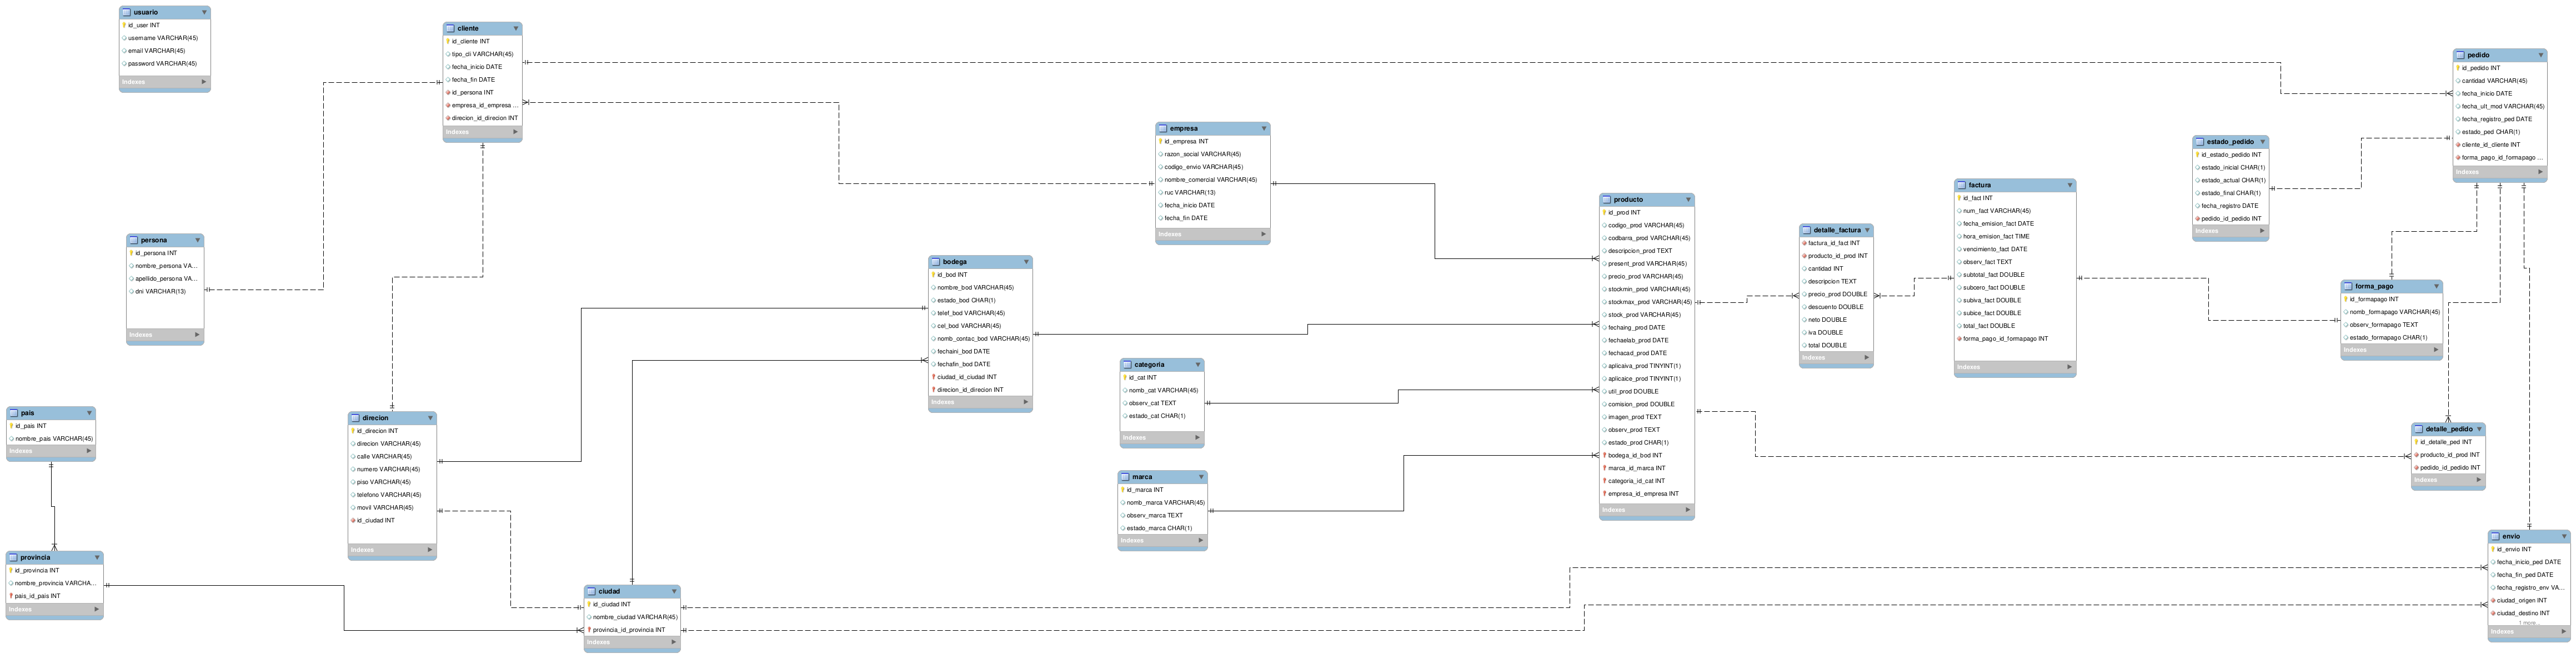 usuario
id_user INT
username VARCHAR(45)
email VARCHAR(45)
password VARCHAR(45)
Indexes
cliente
id_cliente INT
tipo_cli VARCHAR(45)
fecha_inicio DATE
fecha_fin DATE
id_persona INT
empresa_id_empresa ...
direcion_id_direcion INT
Indexes
persona
id_persona INT
nombre_persona VA...
apellido_persona VA...
dni VARCHAR(13)
Indexes
pais
id_pais INT
nombre_pais VARCHAR(45)
Indexes
provincia
id_provincia INT
nombre_provincia VARCHA...
pais_id_pais INT
Indexes
direcion
id_direcion INT
direcion VARCHAR(45)
calle VARCHAR(45)
numero VARCHAR(45)
piso VARCHAR(45)
telefono VARCHAR(45)
movil VARCHAR(45)
id_ciudad INT
Indexes
ciudad
id_ciudad INT
nombre_ciudad VARCHAR(45)
provincia_id_provincia INT
Indexes
bodega
id_bod INT
nombre_bod VARCHAR(45)
estado_bod CHAR(1)
telef_bod VARCHAR(45)
cel_bod VARCHAR(45)
nomb_contac_bod VARCHAR(45)
fechaini_bod DATE
fechafin_bod DATE
ciudad_id_ciudad INT
direcion_id_direcion INT
Indexes
empresa
id_empresa INT
razon_social VARCHAR(45)
codigo_envio VARCHAR(45)
nombre_comercial VARCHAR(45)
ruc VARCHAR(13)
fecha_inicio DATE
fecha_fin DATE
Indexes
categoria
id_cat INT
nomb_cat VARCHAR(45)
observ_cat TEXT
estado_cat CHAR(1)
Indexes
marca
id_marca INT
nomb_marca VARCHAR(45)
observ_marca TEXT
estado_marca CHAR(1)
Indexes
producto
id_prod INT
codigo_prod VARCHAR(45)
codbarra_prod VARCHAR(45)
descripcion_prod TEXT
present_prod VARCHAR(45)
precio_prod VARCHAR(45)
stockmin_prod VARCHAR(45)
stockmax_prod VARCHAR(45)
stock_prod VARCHAR(45)
fechaing_prod DATE
fechaelab_prod DATE
fechacad_prod DATE
aplicaiva_prod TINYINT(1)
aplicaice_prod TINYINT(1)
util_prod DOUBLE
comision_prod DOUBLE
imagen_prod TEXT
observ_prod TEXT
estado_prod CHAR(1)
bodega_id_bod INT
marca_id_marca INT
categoria_id_cat INT
empresa_id_empresa INT
Indexes
detalle_factura
factura_id_fact INT
producto_id_prod INT
cantidad INT
descripcion TEXT
precio_prod DOUBLE
descuento DOUBLE
neto DOUBLE
iva DOUBLE
total DOUBLE
Indexes
factura
id_fact INT
num_fact VARCHAR(45)
fecha_emision_fact DATE
hora_emision_fact TIME
vencimiento_fact DATE
observ_fact TEXT
subtotal_fact DOUBLE
subcero_fact DOUBLE
subiva_fact DOUBLE
subice_fact DOUBLE
total_fact DOUBLE
forma_pago_id_formapago INT
Indexes
estado_pedido
id_estado_pedido INT
estado_inicial CHAR(1)
estado_actual CHAR(1)
estado_final CHAR(1)
fecha_registro DATE
pedido_id_pedido INT
Indexes
pedido
id_pedido INT
cantidad VARCHAR(45)
fecha_inicio DATE
fecha_ult_mod VARCHAR(45)
fecha_registro_ped DATE
estado_ped CHAR(1)
cliente_id_cliente INT
forma_pago_id_formapago ...
Indexes
forma_pago
id_formapago INT
nomb_formapago VARCHAR(45)
observ_formapago TEXT
estado_formapago CHAR(1)
Indexes
detalle_pedido
id_detalle_ped INT
producto_id_prod INT
pedido_id_pedido INT
Indexes
envio
id_envio INT
fecha_inicio_ped DATE
fecha_fin_ped DATE
fecha_registro_env VA...
ciudad_origen INT
ciudad_destino INT
1 more...
Indexes